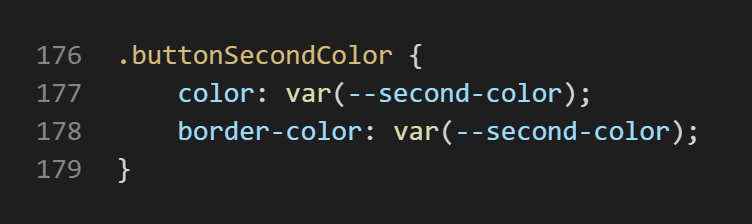 176 .buttonSecondColor {
177     color: var(--second-color);
178     border-color: var(--second-color);
179 }